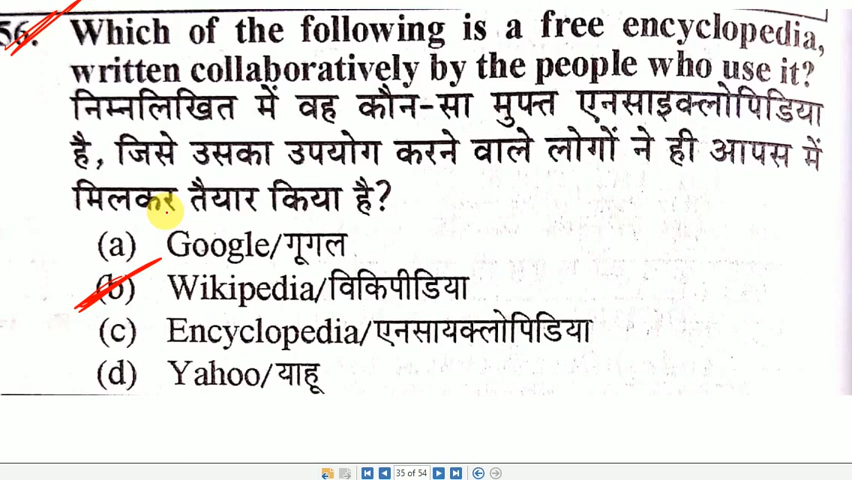 56. Which of the following is a free encyclopedia,
written collaboratively by the people who use it?
निम्नलिखित में वह कौन-सा मुफ्त एनसाइक्लोपिडिया
है, जिसे उसका उपयोग करने वाले लोगों ने ही आपस में
मिलकर तैयार किया है?
(a) Google/गूगल
(b) Wikipedia/विकिपीडिया
(c) Encyclopedia/एनसायक्लोपिडिया
(d) Yahoo/याहू
35 of 54